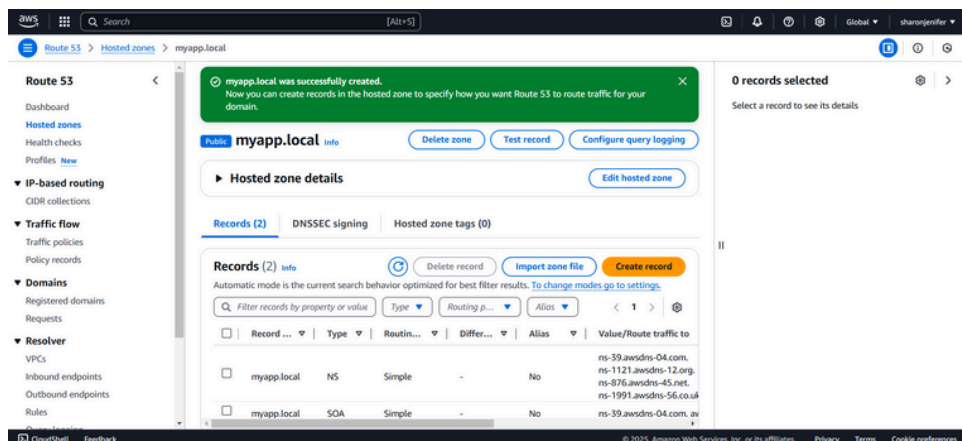 aws
Search
[Alt+S]
Global
sharonjenifer
Route 53 > Hosted zones > myapp.local
Route 53
Dashboard
Hosted zones
Health checks
Profiles New
IP-based routing
CIDR collections
Traffic flow
Traffic policies
Policy records
Domains
Registered domains
Requests
Resolver
VPCs
Inbound endpoints
Outbound endpoints
Rules
Query logging
myapp.local was successfully created.
Now you can create records in the hosted zone to specify how you want Route 53 to route traffic for your
domain.
Public myapp.local Info
Delete zone
Test record
Configure query logging
Hosted zone details
Edit hosted zone
Records (2)
DNSSEC signing
Hosted zone tags (0)
Records (2) Info
Delete record
Import zone file
Create record
Automatic mode is the current search behavior optimized for best filter results. To change modes go to settings.
Filter records by property or value
Type
Routing p...
Alias
< 1 >
Record ... Type Routin... Differ... Alias Value/Route traffic to
myapp.local NS Simple - No
ns-39.awsdns-04.com.
ns-1121.awsdns-12.org.
ns-876.awsdns-45.net.
ns-1991.awsdns-56.co.uk
myapp.local SOA Simple - No ns-39.awsdns-04.com. aw
0 records selected
Select a record to see its details
CloudShell Feedback
© 2025, Amazon Web Services, Inc. or its affiliates. Privacy Terms Cookie preferences